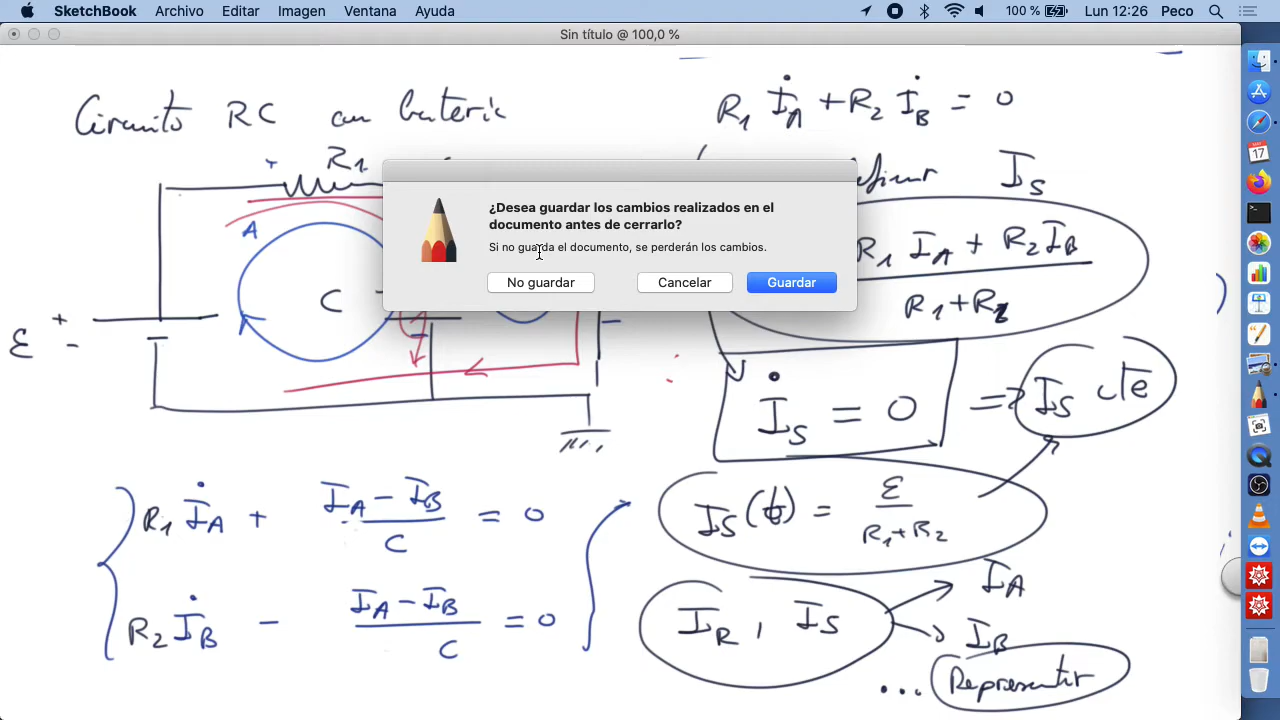 SketchBook Archivo Editar Imagen Ventana Ayuda 100 % Lun 12:26 Peco
Sin título @ 100,0 %
Circuito RC con batería
R1
+
A
C
ε + -
¿Desea guardar los cambios realizados en el
documento antes de cerrarlo?
Si no guarda el documento, se perderán los cambios.
No guardar Cancelar Guardar
R1 İA + R2 İB = 0
IS
R1 IA + R2 IB
R1 + R2
İS = 0 => IS cte
IS(t) = ε / R1+R2
R1 İA + IA - IB / C = 0
R2 İB - IA - IB / C = 0
IR, IS
IA
IB
... Representar
17